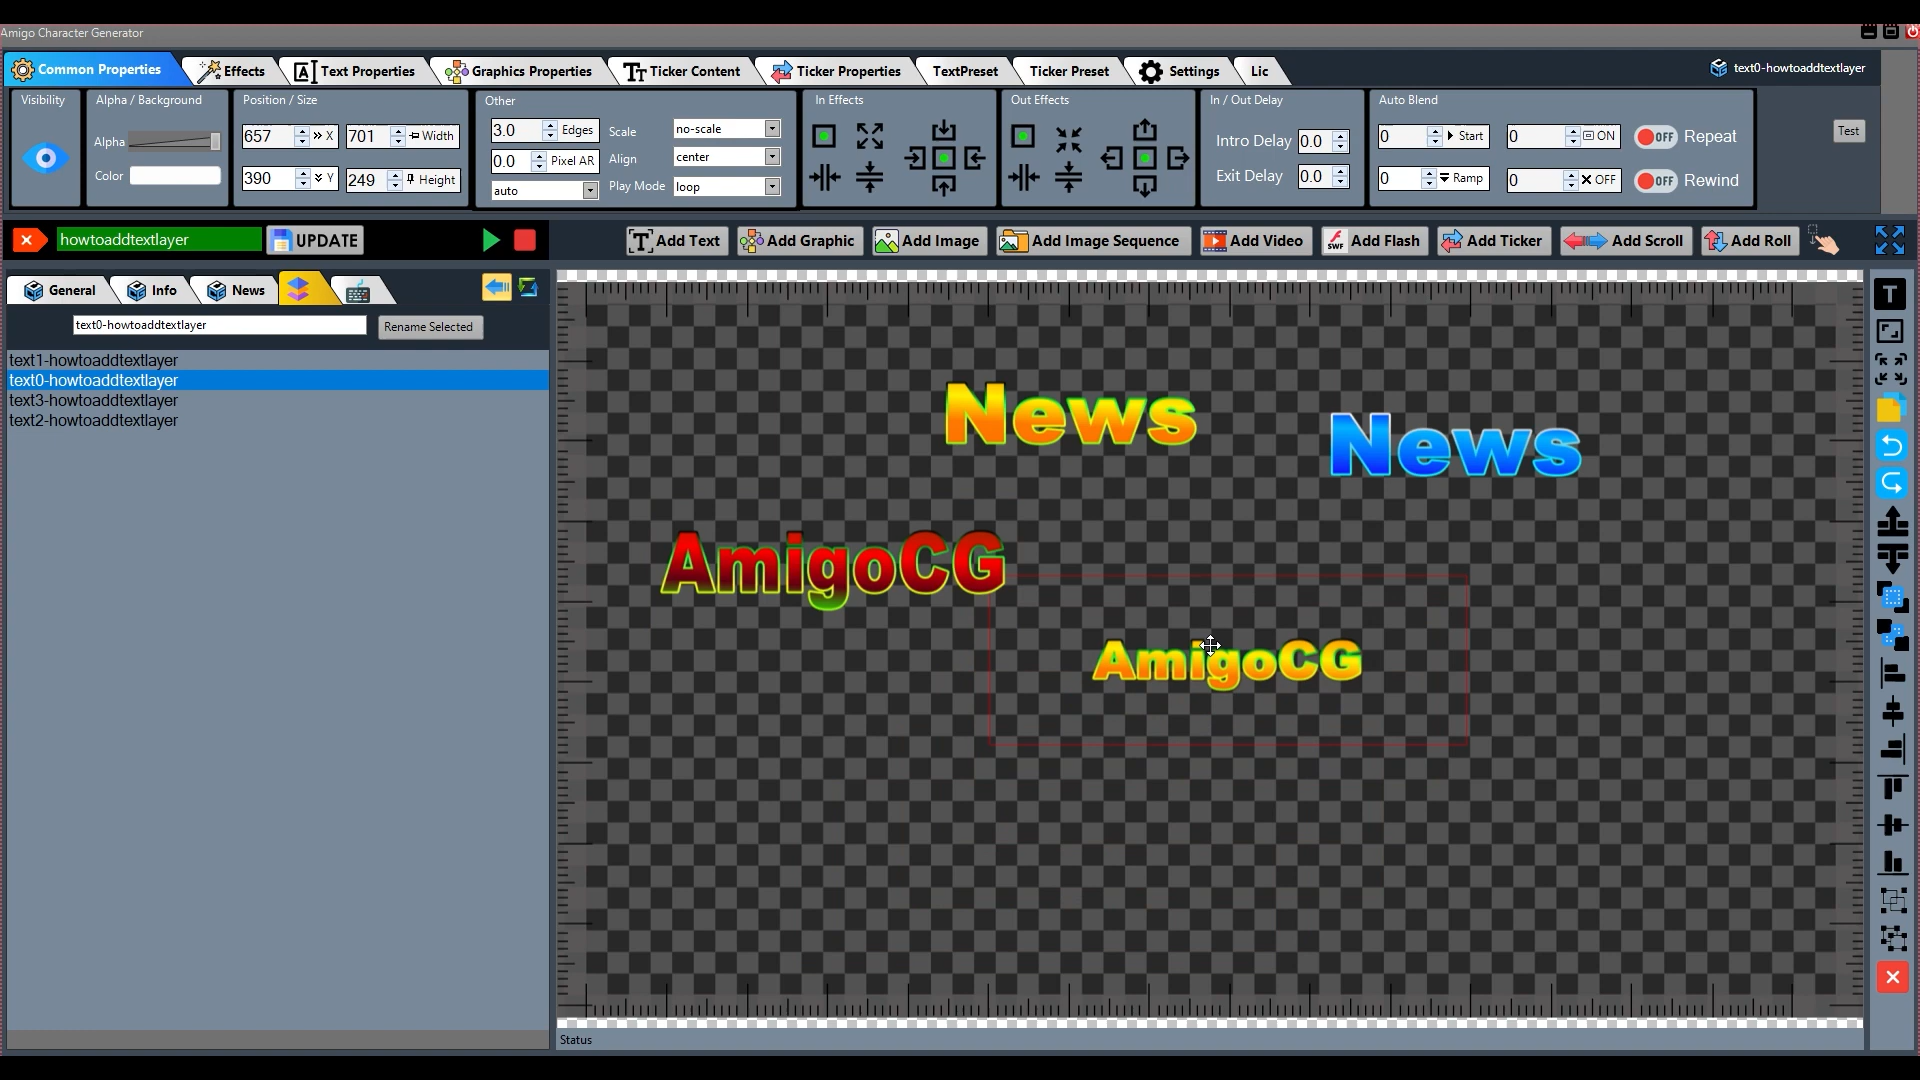 Amigo Character Generator
Common Properties
Effects
Text Properties
Graphics Properties
Ticker Content
Ticker Properties
TextPreset
Ticker Preset
Settings
Lic
text0-howtoaddtextlayer
Visibility
Alpha / Background
Alpha
Color
Position / Size
657 X 701 Width
390 Y 249 Height
Other
3.0 Edges Scale no-scale
0.0 Pixel AR Align center
auto Play Mode loop
In Effects
Out Effects
In / Out Delay
Intro Delay 0.0
Exit Delay 0.0
Auto Blend
0 Start 0 ON OFF Repeat
0 Ramp 0 OFF OFF Rewind
Test
howtoaddtextlayer UPDATE
Add Text
Add Graphic
Add Image
Add Image Sequence
Add Video
SWF Add Flash
Add Ticker
Add Scroll
Add Roll
General
Info
News
text0-howtoaddtextlayer Rename Selected
text1-howtoaddtextlayer
text0-howtoaddtextlayer
text3-howtoaddtextlayer
text2-howtoaddtextlayer
News
News
AmigoCG
AmigoCG
Status